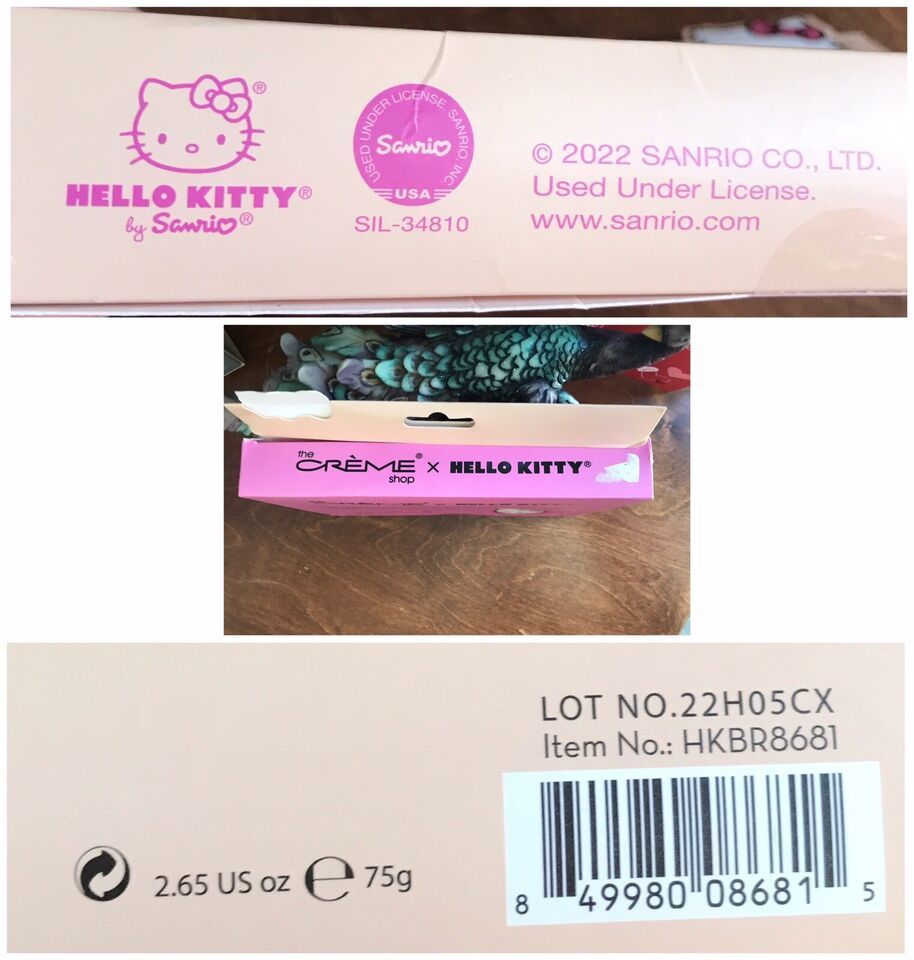 HELLO KITTY®
by Sanrio®
USED UNDER LICENSE. SANRIO, INC.
Sanrio
USA
SIL-34810
© 2022 SANRIO CO., LTD.
Used Under License.
www.sanrio.com
the
CRÈME® x HELLO KITTY®
shop
LOT NO.22H05CX
Item No.: HKBR8681
2.65 US oz e 75g
8 49980 08681 5